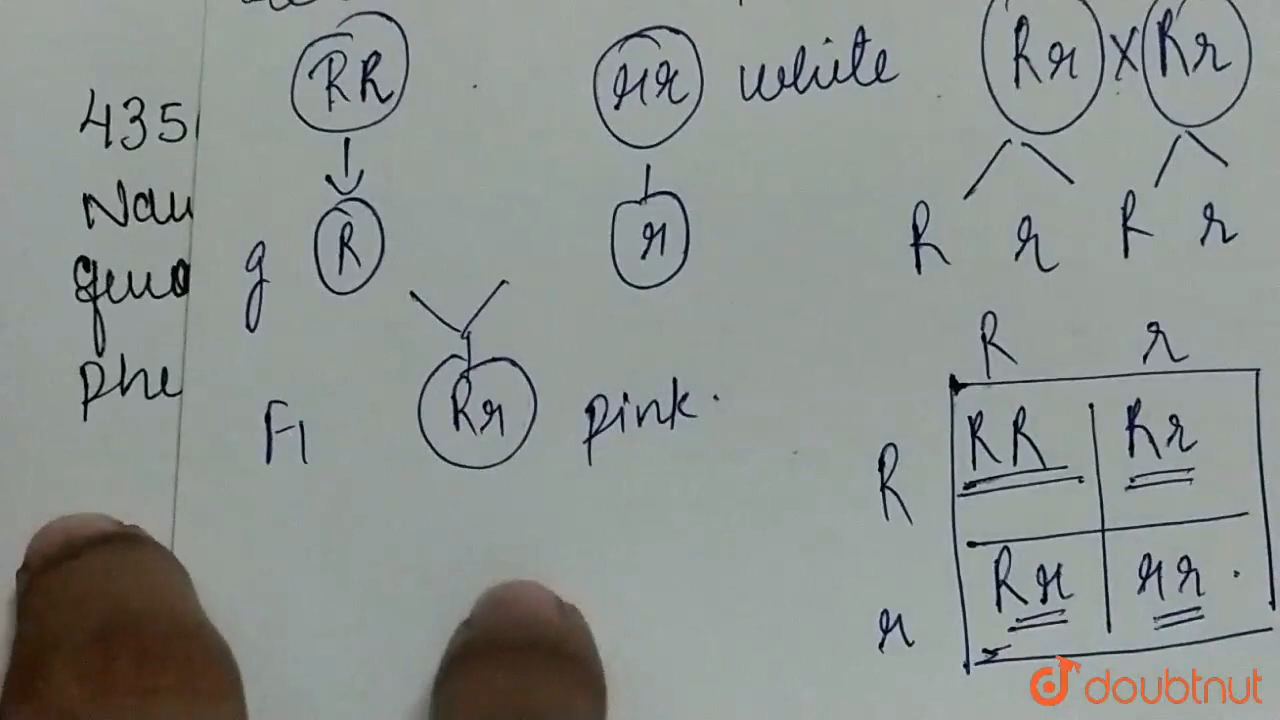 RR rr white Rr X Rr
435
R r R r R r
g
F1 Rr pink.
R r
R RR Rr
r Rr rr
doubtnut